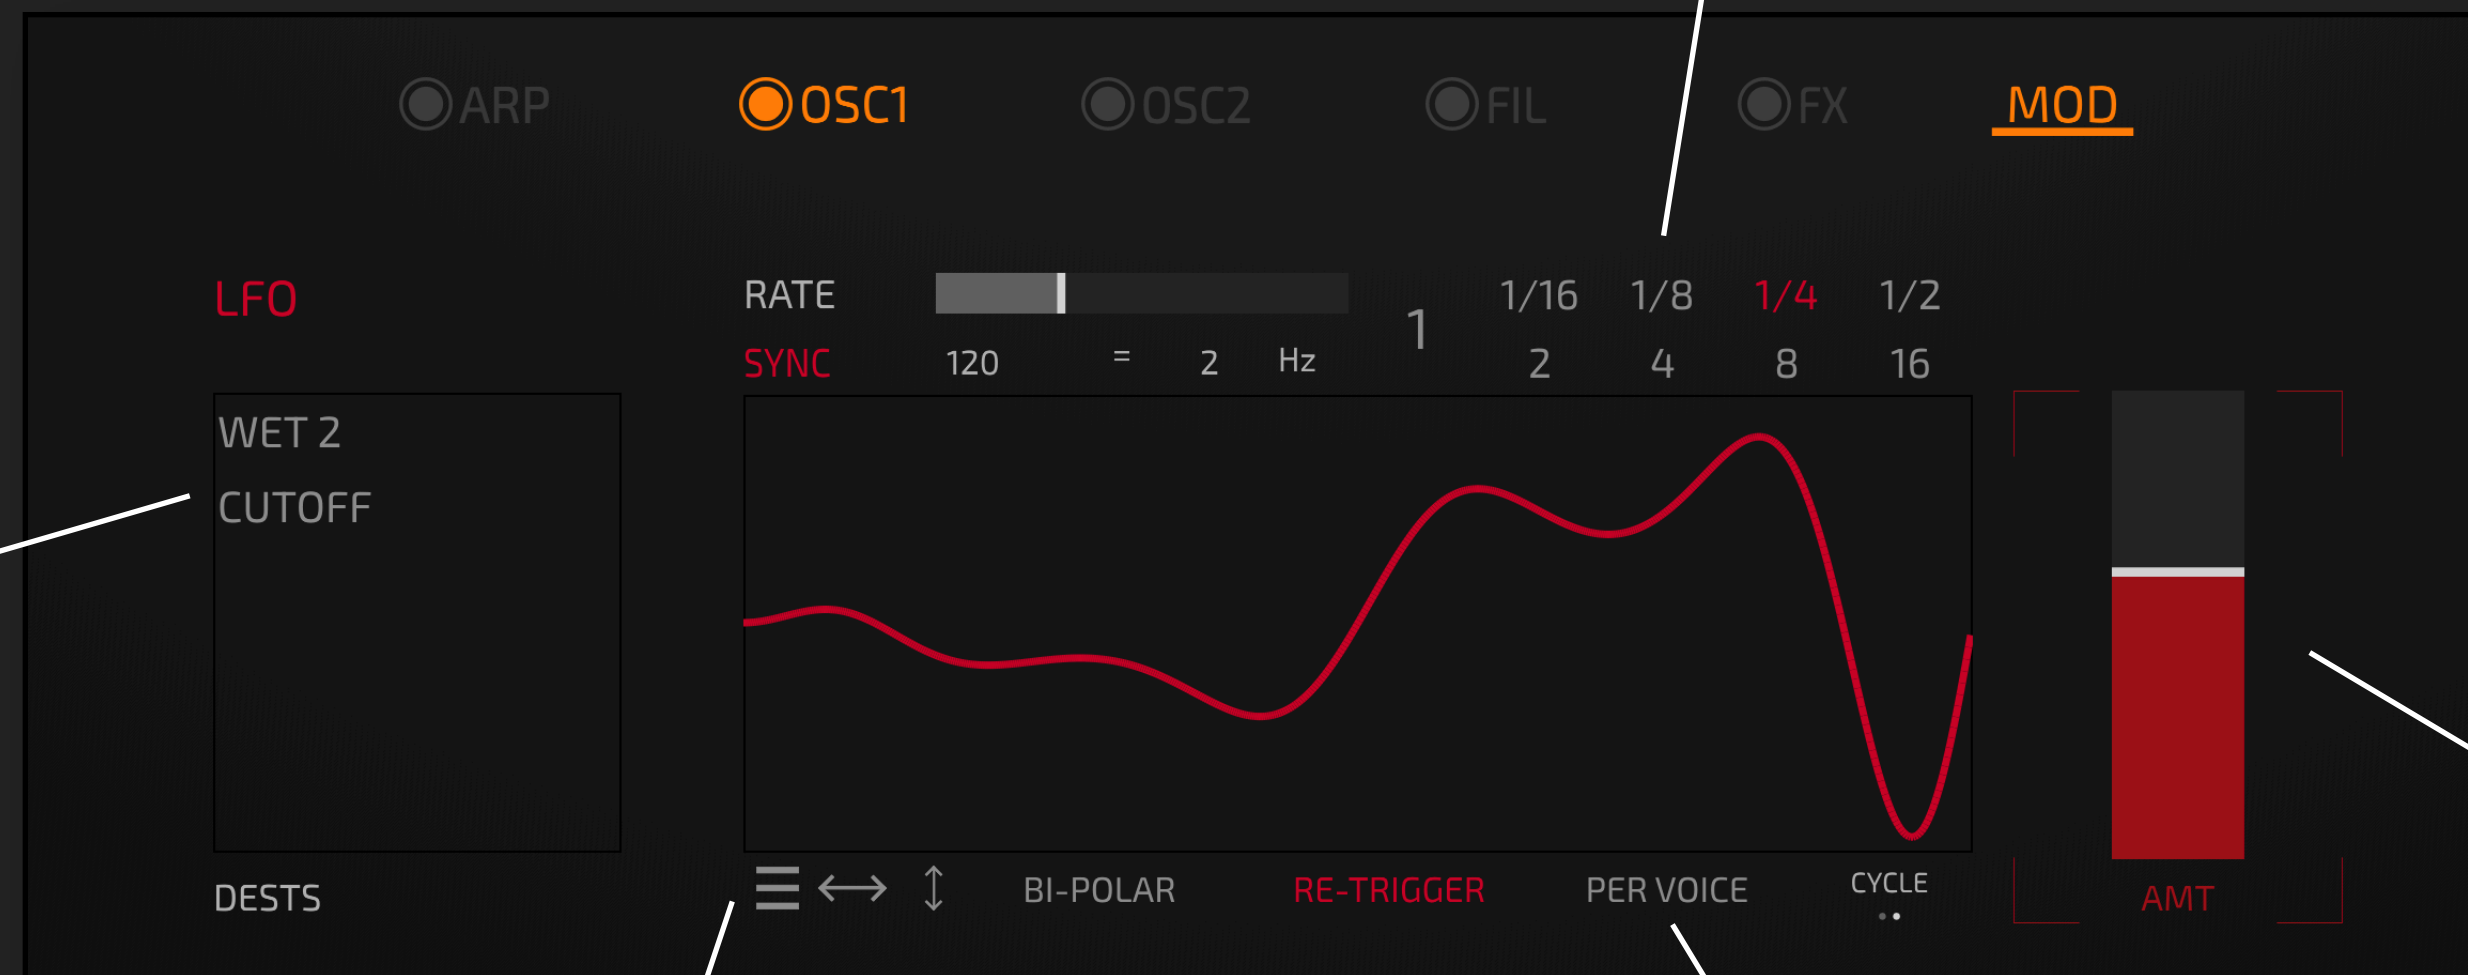 ARP OSC1 OSC2 FIL FX MOD
LFO
RATE
SYNC 120 = 2 Hz
1
1/16 1/8 1/4 1/2
2 4 8 16
WET 2
CUTOFF
DESTS
BI-POLAR RE-TRIGGER PER VOICE CYCLE
AMT